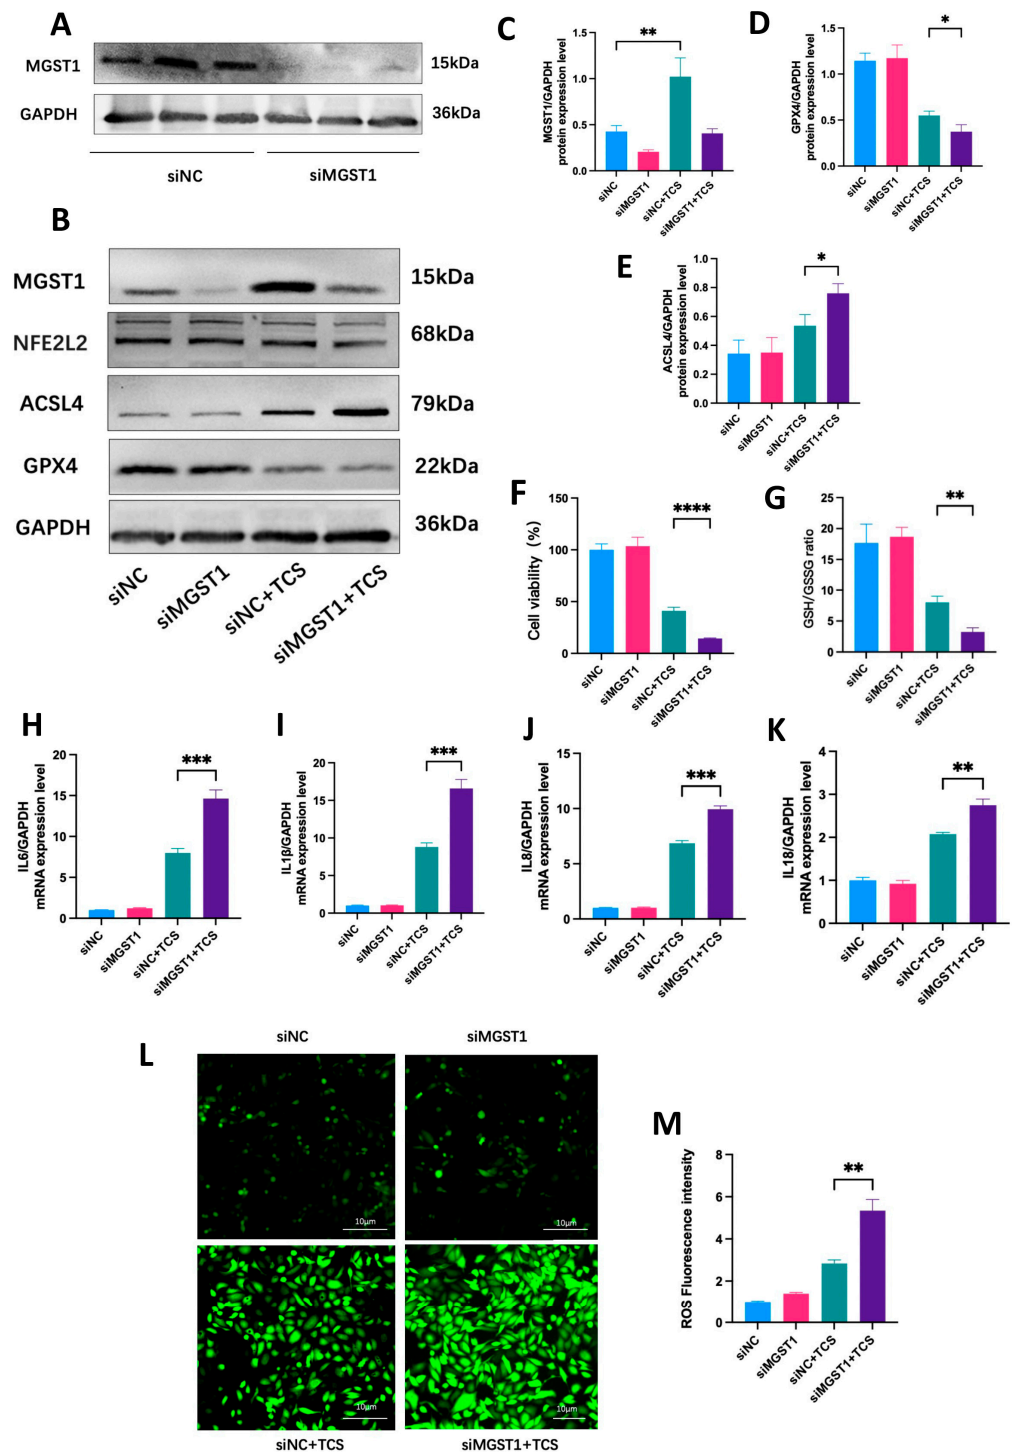 A
MGST1
15kDa
GAPDH
36kDa
siNC
siMGST1
B
MGST1
15kDa
NFE2L2
68kDa
ACSL4
79kDa
GPX4
22kDa
GAPDH
36kDa
siNC
siMGST1
siNC+TCS
siMGST1+TCS
C
MGST1/GAPDH
protein expression level
1.5
1.0
0.5
0.0
**
siNC
siMGST1
siNC+TCS
siMGST1+TCS
D
GPX4/GAPDH
protein expression level
1.5
1.0
0.5
0.0
*
siNC
siMGST1
siNC+TCS
siMGST1+TCS
E
ACSL4/GAPDH
protein expression level
1.0
0.8
0.6
0.4
0.2
0.0
*
siNC
siMGST1
siNC+TCS
siMGST1+TCS
F
Cell viability (%)
150
100
50
0
****
siNC
siMGST1
siNC+TCS
siMGST1+TCS
G
GSH/GSSG ratio
25
20
15
10
5
0
**
siNC
siMGST1
siNC+TCS
siMGST1+TCS
H
IL6/GAPDH
mRNA expression level
20
15
10
5
0
***
siNC
siMGST1
siNC+TCS
siMGST1+TCS
I
IL1β/GAPDH
mRNA expression level
20
15
10
5
0
***
siNC
siMGST1
siNC+TCS
siMGST1+TCS
J
IL8/GAPDH
mRNA expression level
15
10
5
0
***
siNC
siMGST1
siNC+TCS
siMGST1+TCS
K
IL18/GAPDH
mRNA expression level
4
3
2
1
0
**
siNC
siMGST1
siNC+TCS
siMGST1+TCS
L
siNC
siMGST1
10μm
10μm
10μm
10μm
siNC+TCS
siMGST1+TCS
M
ROS Fluorescence intensity
8
6
4
2
0
**
siNC
siMGST1
siNC+TCS
siMGST1+TCS